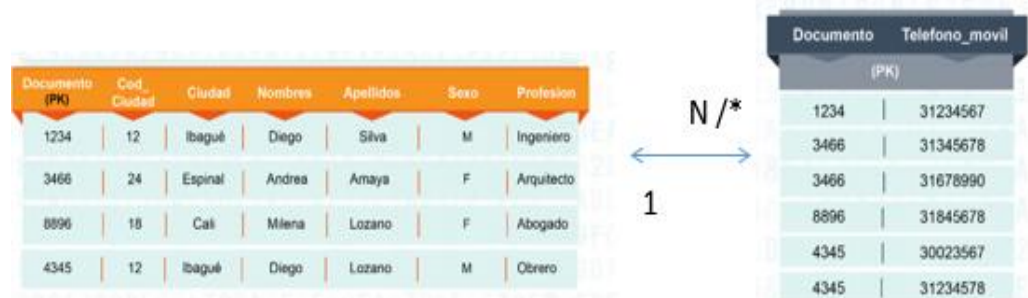 Documento (PK) Cod_ Ciudad Ciudad Nombres Apellidos Sexo Profesion
1234 12 Ibagué Diego Silva M Ingeniero
3466 24 Espinal Andrea Amaya F Arquitecto
8896 18 Cali Milena Lozano F Abogado
4345 12 Ibagué Diego Lozano M Obrero
N /*
1
Documento Telefono_movil
(PK)
1234 31234567
3466 31345678
3466 31678990
8896 31845678
4345 30023567
4345 31234578